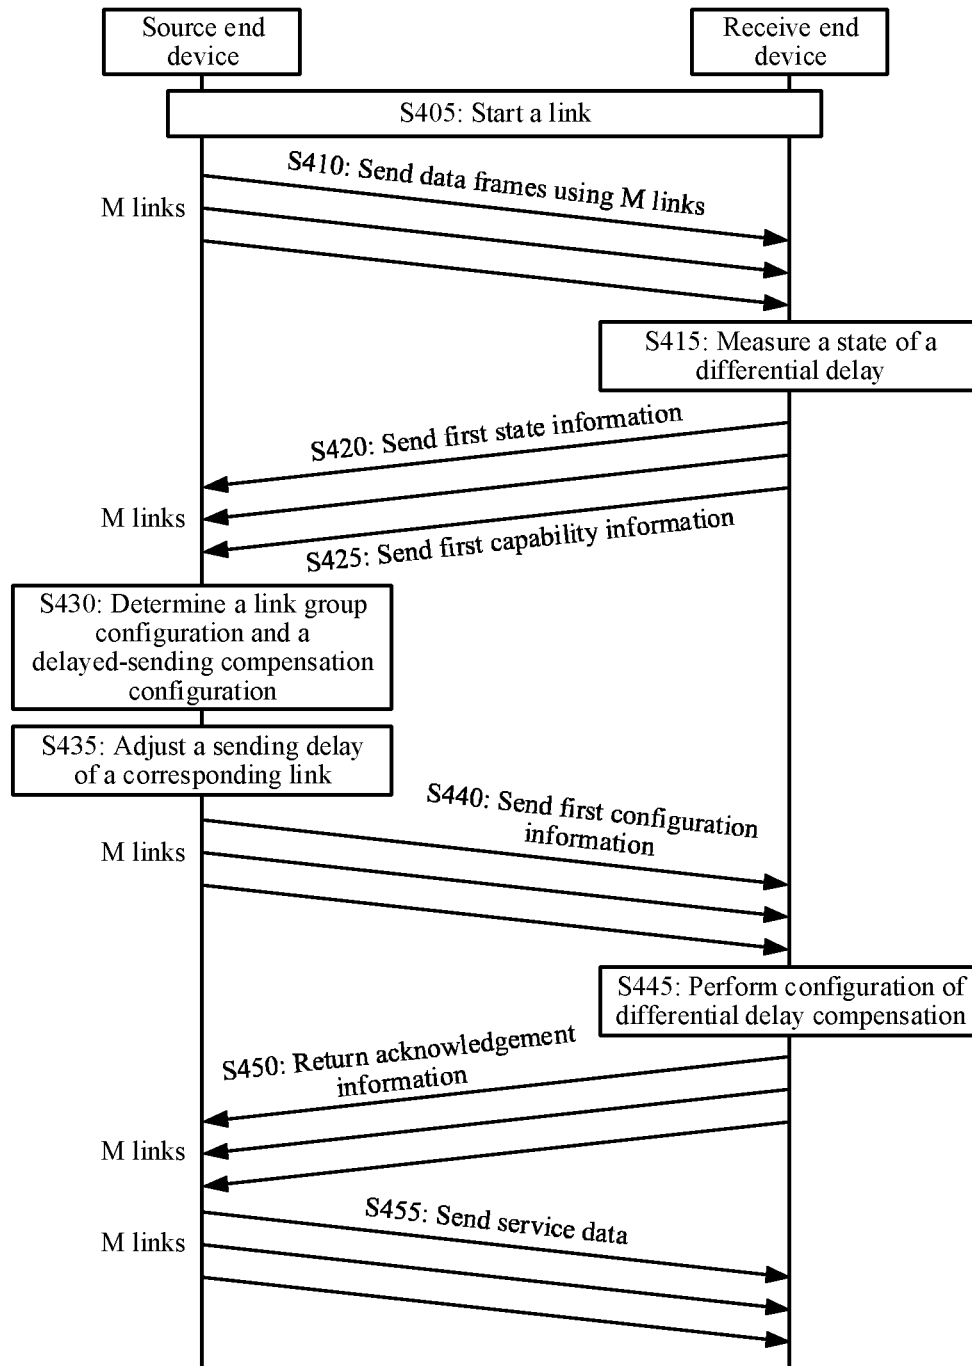 Source end
device
Receive end
device
S405: Start a link
S410: Send data frames using M links
M links
S415: Measure a state of a
differential delay
S420: Send first state information
M links
S425: Send first capability information
S430: Determine a link group
configuration and a
delayed-sending compensation
configuration
S435: Adjust a sending delay
of a corresponding link
S440: Send first configuration
information
M links
S445: Perform configuration of
differential delay compensation
S450: Return acknowledgement
information
M links
S455: Send service data
M links